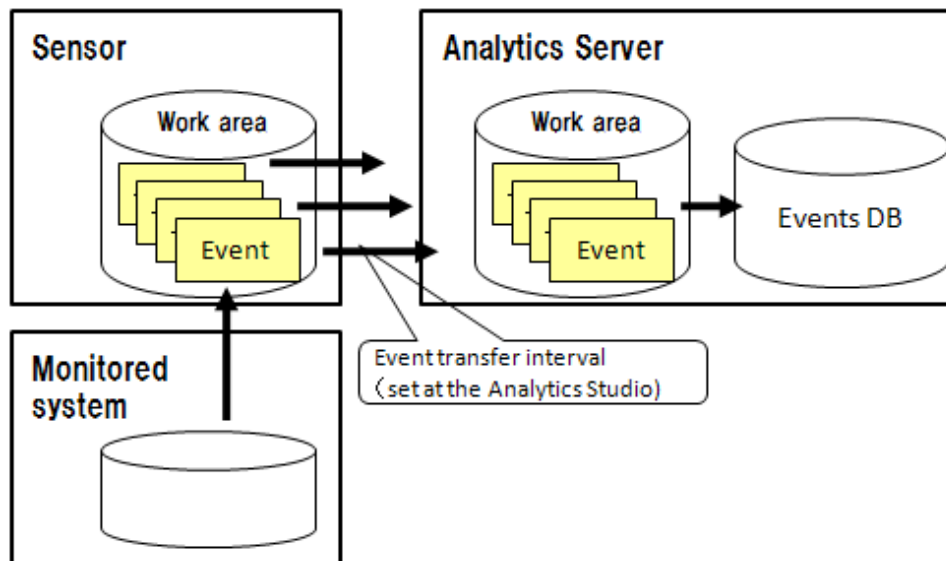 Sensor
Work area
Event
Analytics Server
Work area
Event
Events DB
Event transfer interval
(set at the Analytics Studio)
Monitored
system